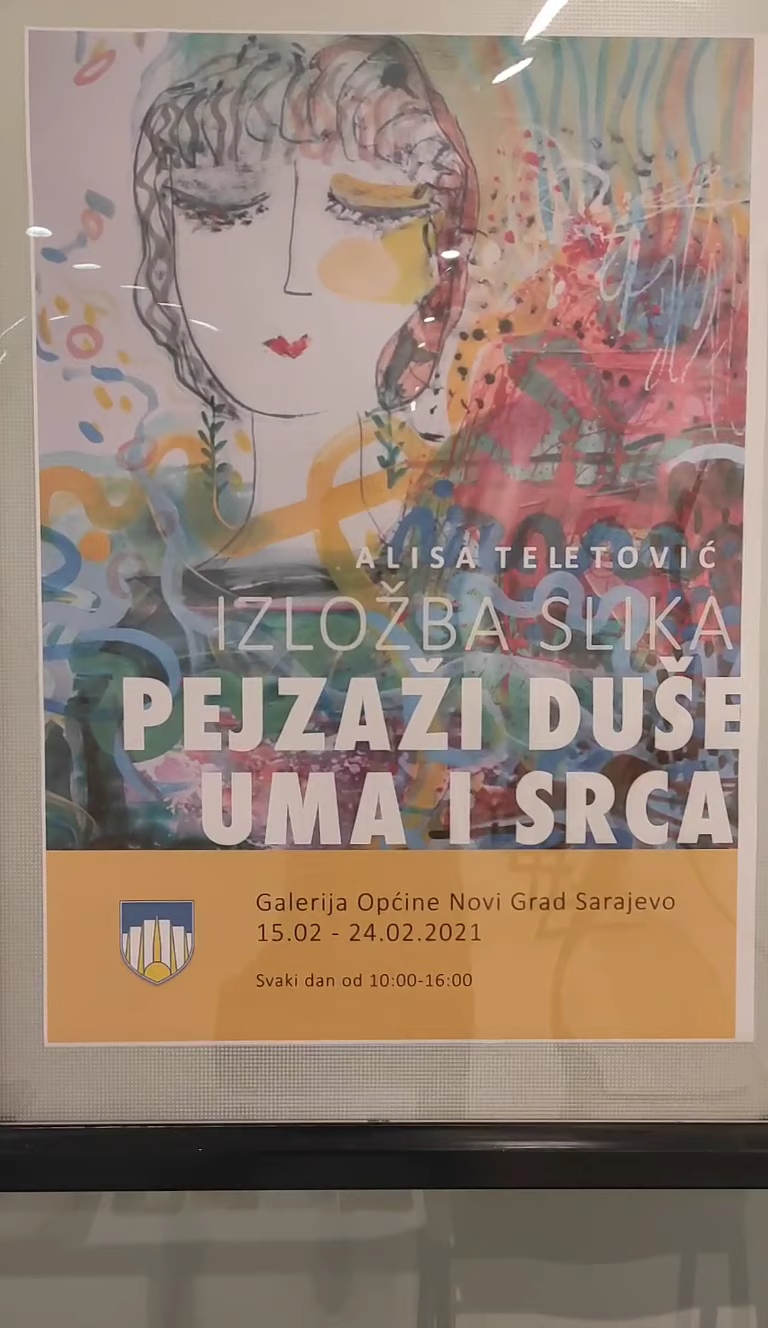 ALISA TELETOVIĆ
IZLOŽBA SLIKA
PEJZAŽI DUŠE
UMA I SRCA
Galerija Općine Novi Grad Sarajevo
15.02 - 24.02.2021
Svaki dan od 10:00-16:00